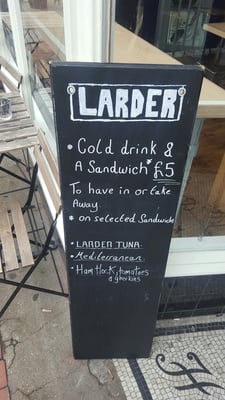 LARDER
• Cold drink &
A Sandwich* £5
To have in or take
Away.
* on selected Sandwich
• LARDER TUNA.
• Mediterranean.
• Ham Hock, tomatoes
& gherkins
H